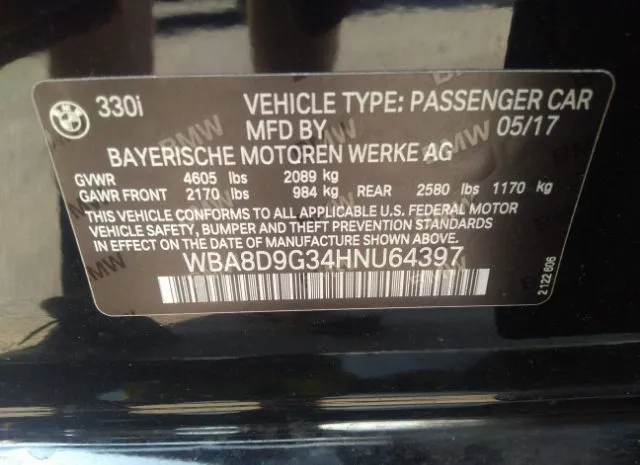 330i
VEHICLE TYPE: PASSENGER CAR
MFD BY 05/17
BAYERISCHE MOTOREN WERKE AG
GVWR 4605 lbs 2089 kg
GAWR FRONT 2170 lbs 984 kg REAR 2580 lbs 1170 kg
THIS VEHICLE CONFORMS TO ALL APPLICABLE U.S. FEDERAL MOTOR
VEHICLE SAFETY, BUMPER AND THEFT PREVENTION STANDARDS
IN EFFECT ON THE DATE OF MANUFACTURE SHOWN ABOVE.
WBA8D9G34HNU64397
2 122 606
BMW